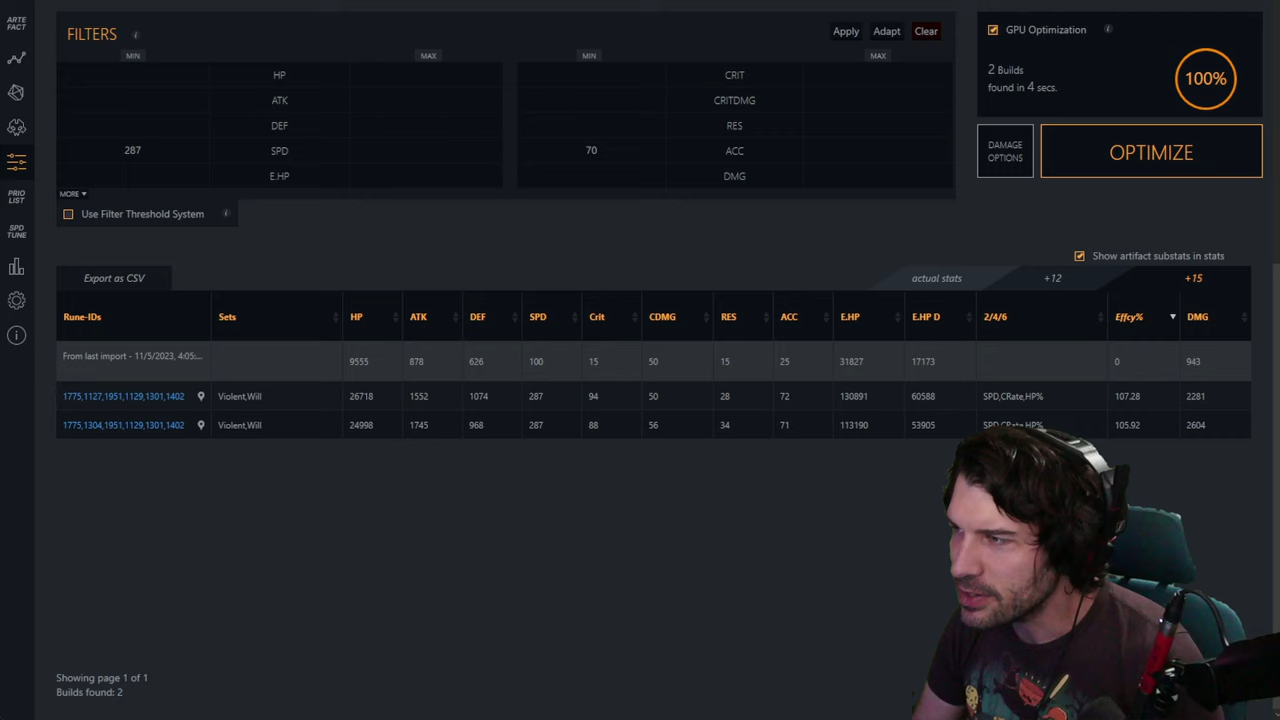 ARTE
FACT
FILTERS
Apply Adapt Clear
MIN MAX MIN MAX
HP CRIT
ATK CRITDMG
DEF RES
287 SPD 70 ACC
E.HP DMG
MORE
Use Filter Threshold System
GPU Optimization
2 Builds
found in 4 secs.
100%
DAMAGE
OPTIONS
OPTIMIZE
PRIO
LIST
SPD
TUNE
Show artifact substats in stats
Export as CSV actual stats +12 +15
Rune-IDs Sets HP ATK DEF SPD Crit CDMG RES ACC E.HP E.HP D 2/4/6 Effcy% DMG
From last import - 11/5/2023, 4:05:... 9555 878 626 100 15 50 15 25 31827 17173 0 943
1775,1127,1951,1129,1301,1402 Violent,Will 26718 1552 1074 287 94 50 28 72 130891 60588 SPD,CRate,HP% 107.28 2281
1775,1304,1951,1129,1301,1402 Violent,Will 24998 1745 968 287 88 56 34 71 113190 53905 SPD,CRate,HP% 105.92 2604
Showing page 1 of 1
Builds found: 2